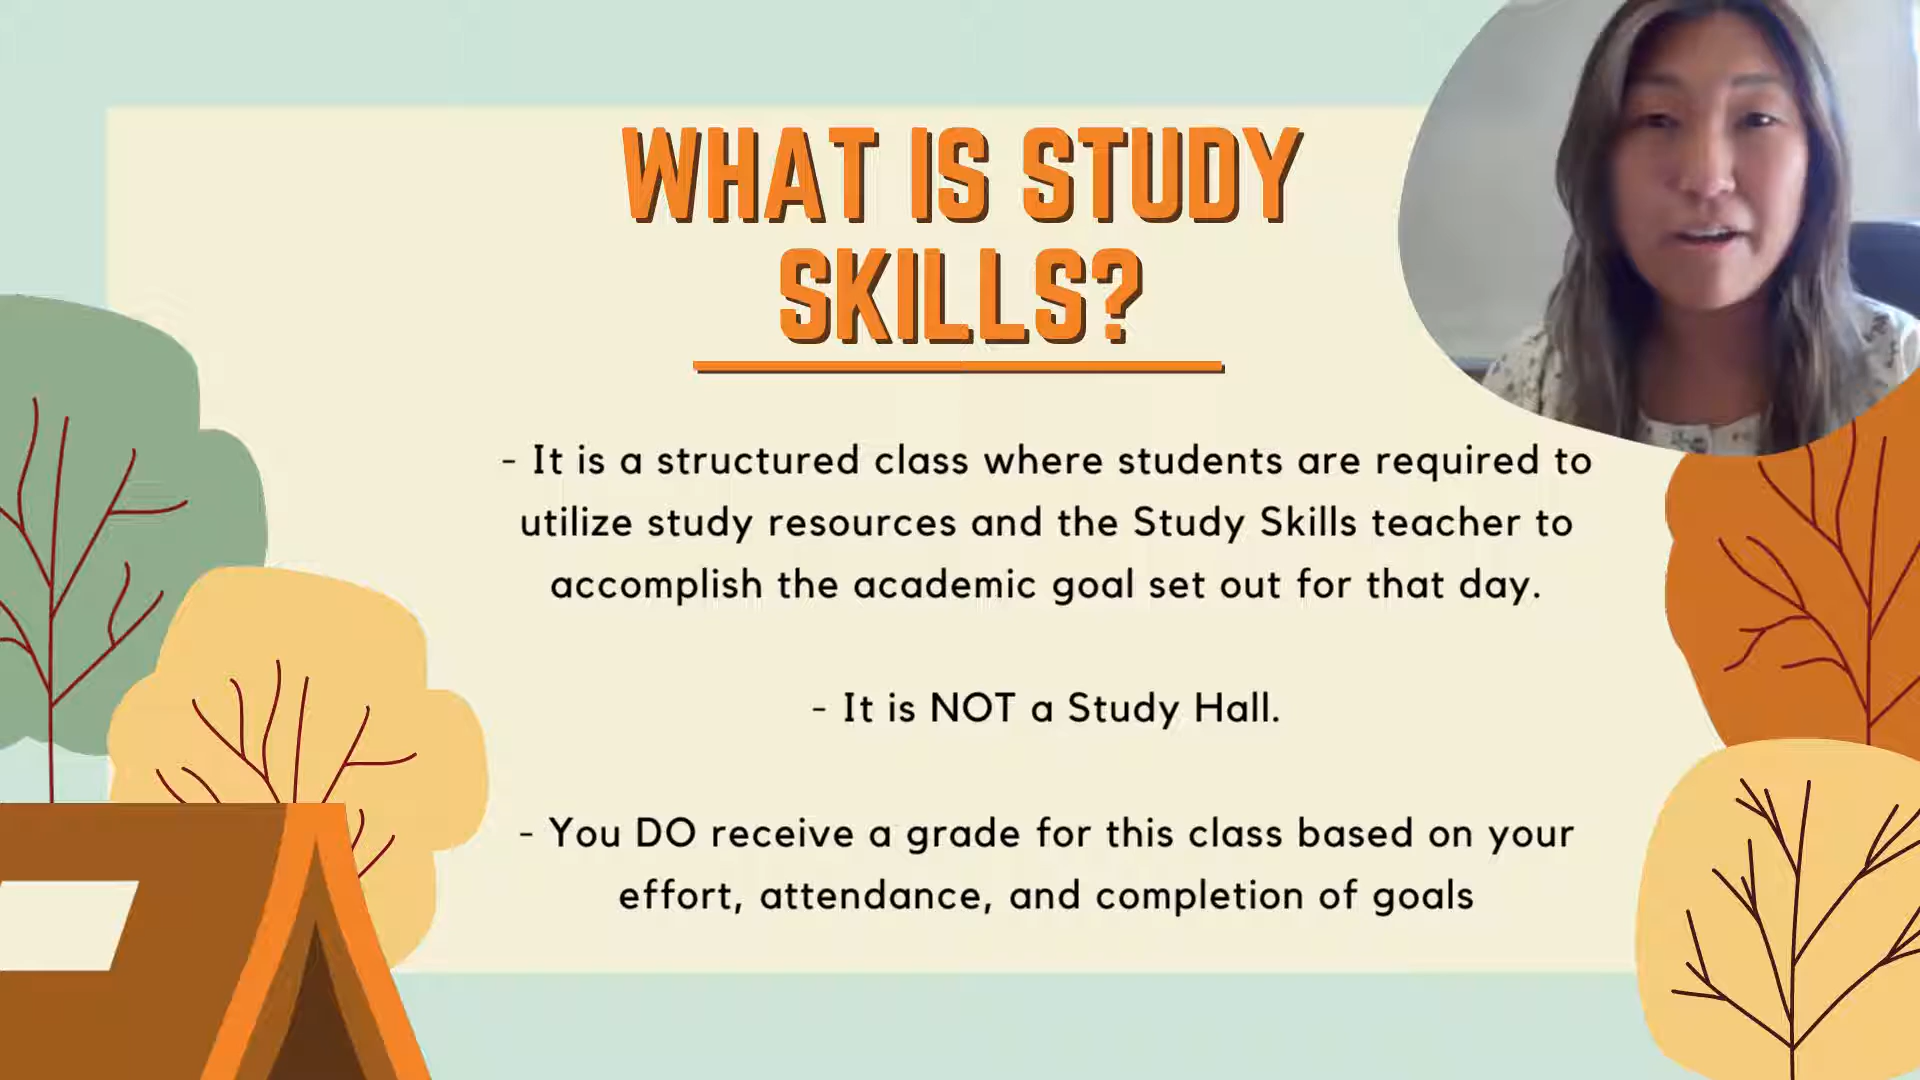 WHAT IS STUDY
SKILLS?
- It is a structured class where students are required to
utilize study resources and the Study Skills teacher to
accomplish the academic goal set out for that day.
- It is NOT a Study Hall.
- You DO receive a grade for this class based on your
effort, attendance, and completion of goals